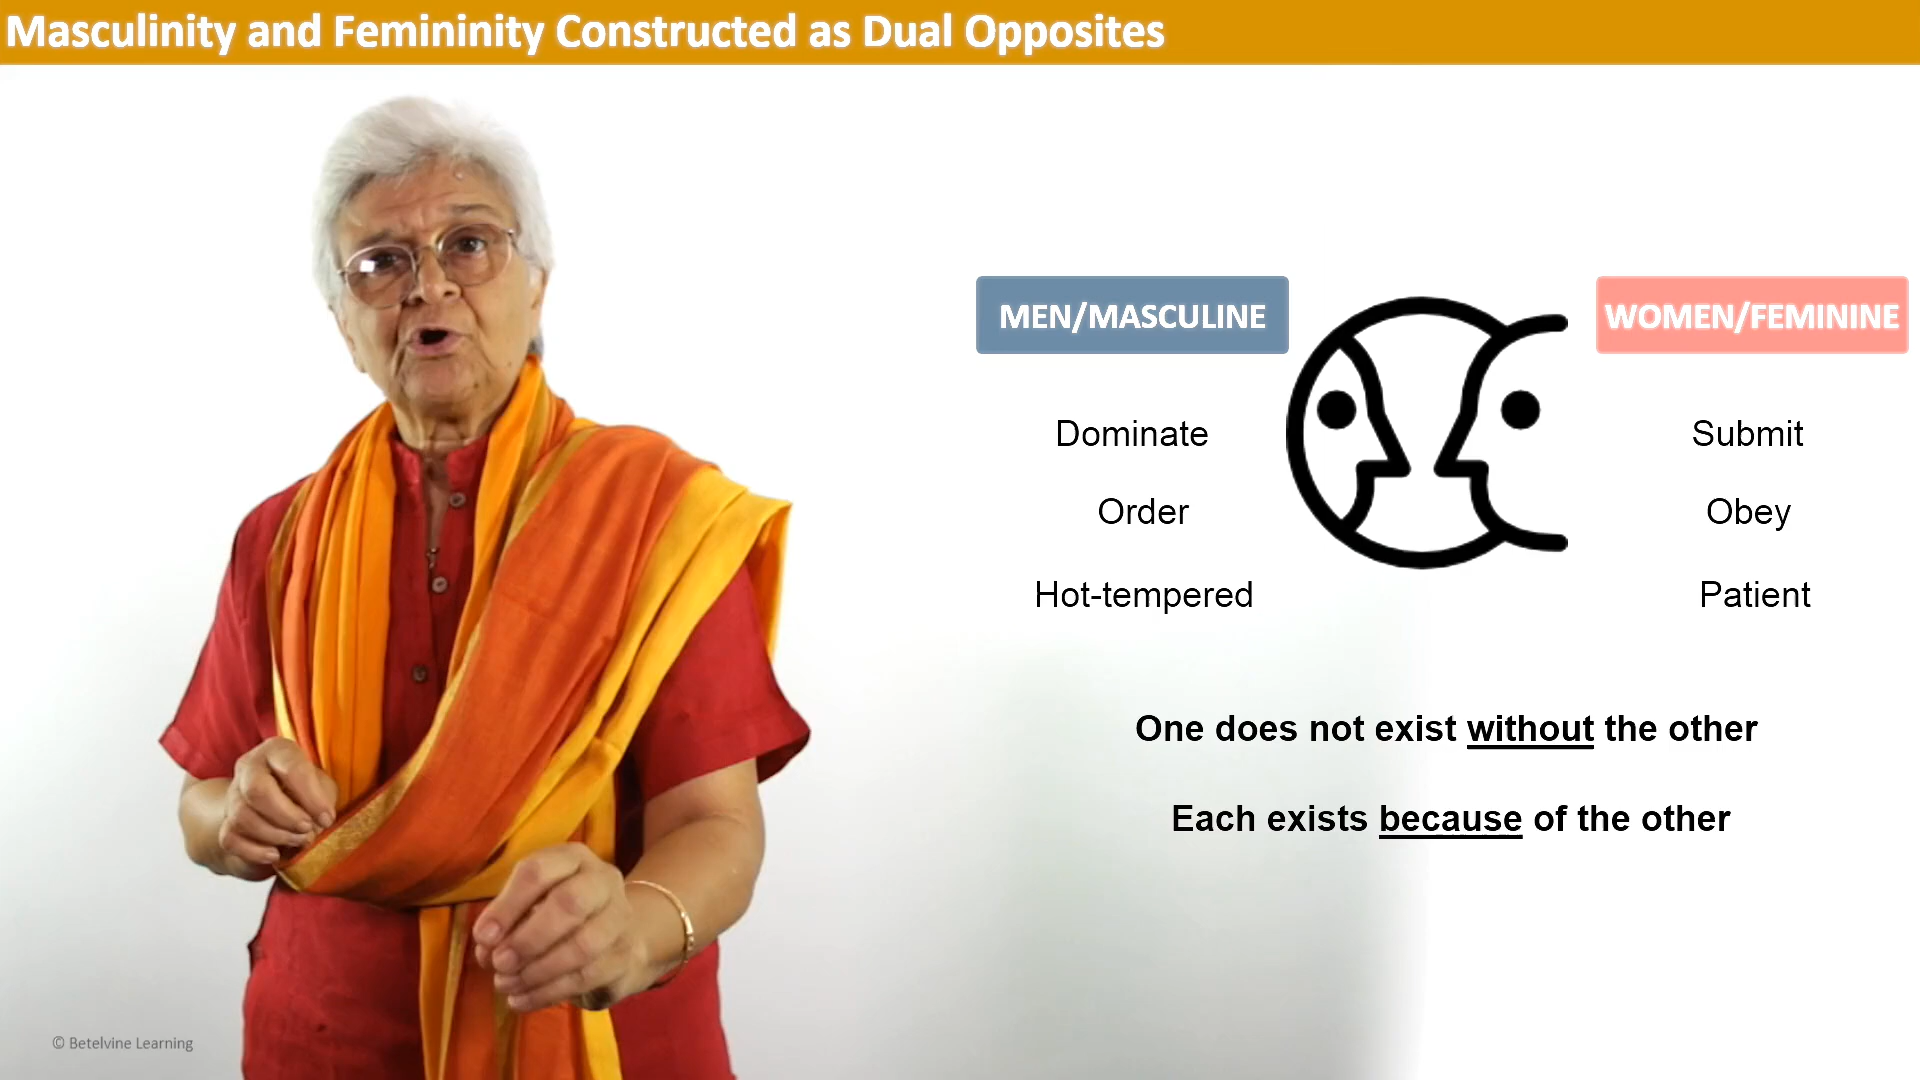 Masculinity and Femininity Constructed as Dual Opposites
MEN/MASCULINE
WOMEN/FEMININE
Dominate
Submit
Order
Obey
Hot-tempered
Patient
One does not exist without the other
Each exists because of the other
© Betelvine Learning